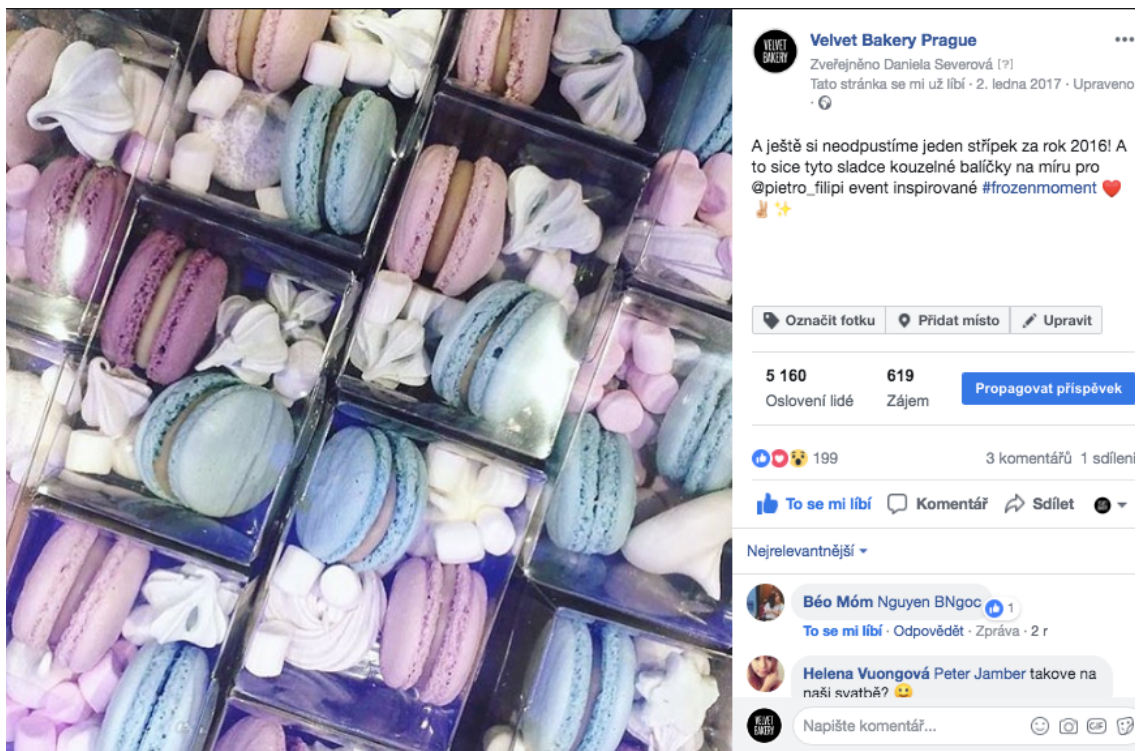 VELVET
BAKERY
Velvet Bakery Prague
Zveřejněno Daniela Severová [?]
Tato stránka se mi už líbí · 2. ledna 2017 · Upraveno
·
A ještě si neodpustíme jeden střípek za rok 2016! A
to sice tyto sladce kouzelné balíčky na míru pro
@pietro_filipi event inspirované #frozenmoment ❤️
✌🏼✨
Označit fotku
Přidat místo
Upravit
5 160
619
Oslovení lidé
Zájem
Propagovat příspěvek
199
3 komentářů 1 sdílení
To se mi líbí
Komentář
Sdílet
Nejrelevantnější
Béo Móm Nguyen BNgoc
1
To se mi líbí · Odpovědět · Zpráva · 2 r
Helena Vuongová Peter Jamber takove na
naši svatbě? 🙂
VELVET
BAKERY
Napište komentář...
GIF